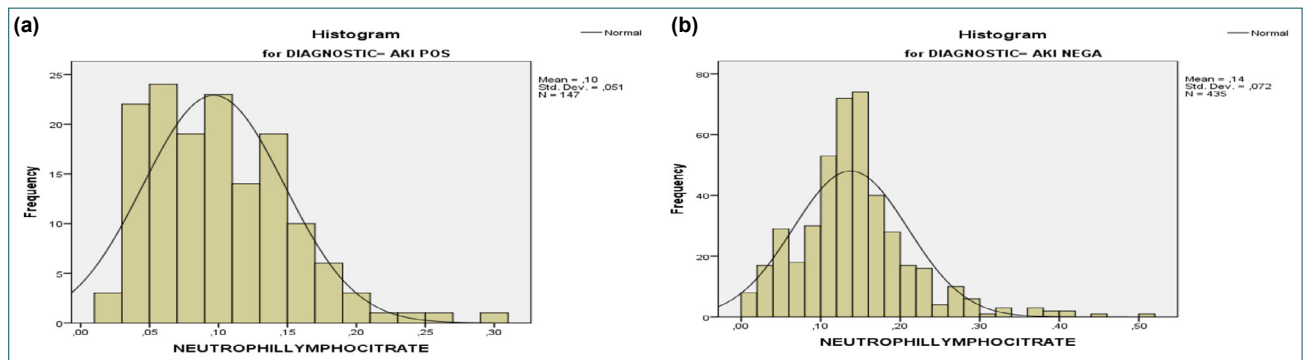 (a)
Histogram
for DIAGNOSTIC– AKI POS
Normal
Mean = ,10
Std. Dev. = ,051
N = 147
Frequency
25
20
15
10
5
0
,00 ,05 ,10 ,15 ,20 ,25 ,30
NEUTROPHILLYMPHOCITRATE
(b)
Histogram
for DIAGNOSTIC– AKI NEGA
Normal
Mean = ,14
Std. Dev. = ,072
N = 435
Frequency
80
60
40
20
0
,00 ,10 ,20 ,30 ,40 ,50
NEUTROPHILLYMPHOCITRATE